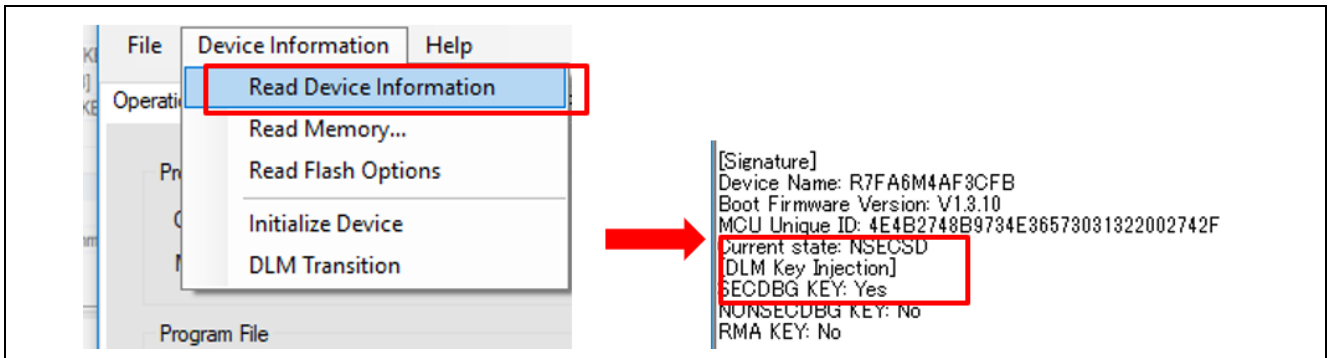 File Device Information Help
Read Device Information
Operati
Read Memory...
Read Flash Options
Initialize Device
DLM Transition
Program File
[Signature]
Device Name: R7FA6M4AF3CFB
Boot Firmware Version: V1.3.10
MCU Unique ID: 4E4B2748B9734E36573031322002742F
Current state: NSECSD
[DLM Key Injection]
SECDBG KEY: Yes
NONSECDBG KEY: No
RMA KEY: No